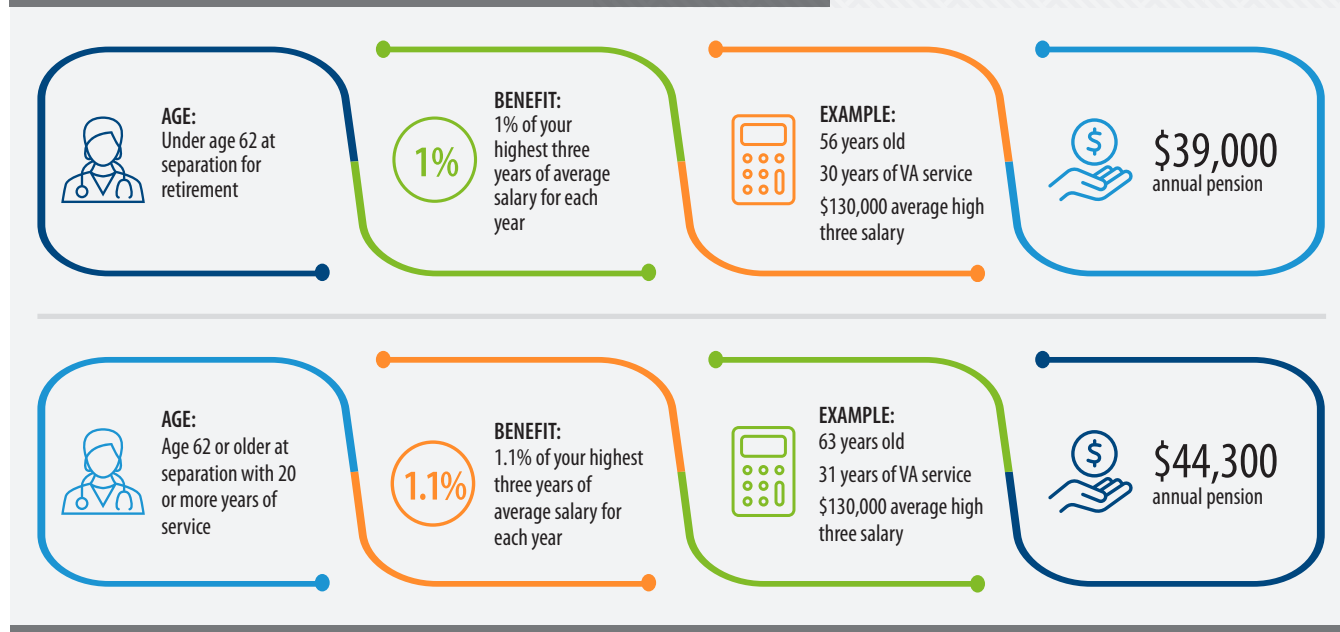 AGE:
Under age 62 at
separation for
retirement
1%
BENEFIT:
1% of your
highest three
years of average
salary for each
year
EXAMPLE:
56 years old
30 years of VA service
$130,000 average high
three salary
$
$39,000
annual pension
AGE:
Age 62 or older at
separation with 20
or more years of
service
1.1%
BENEFIT:
1.1% of your highest
three years of
average salary for
each year
EXAMPLE:
63 years old
31 years of VA service
$130,000 average high
three salary
$
$44,300
annual pension